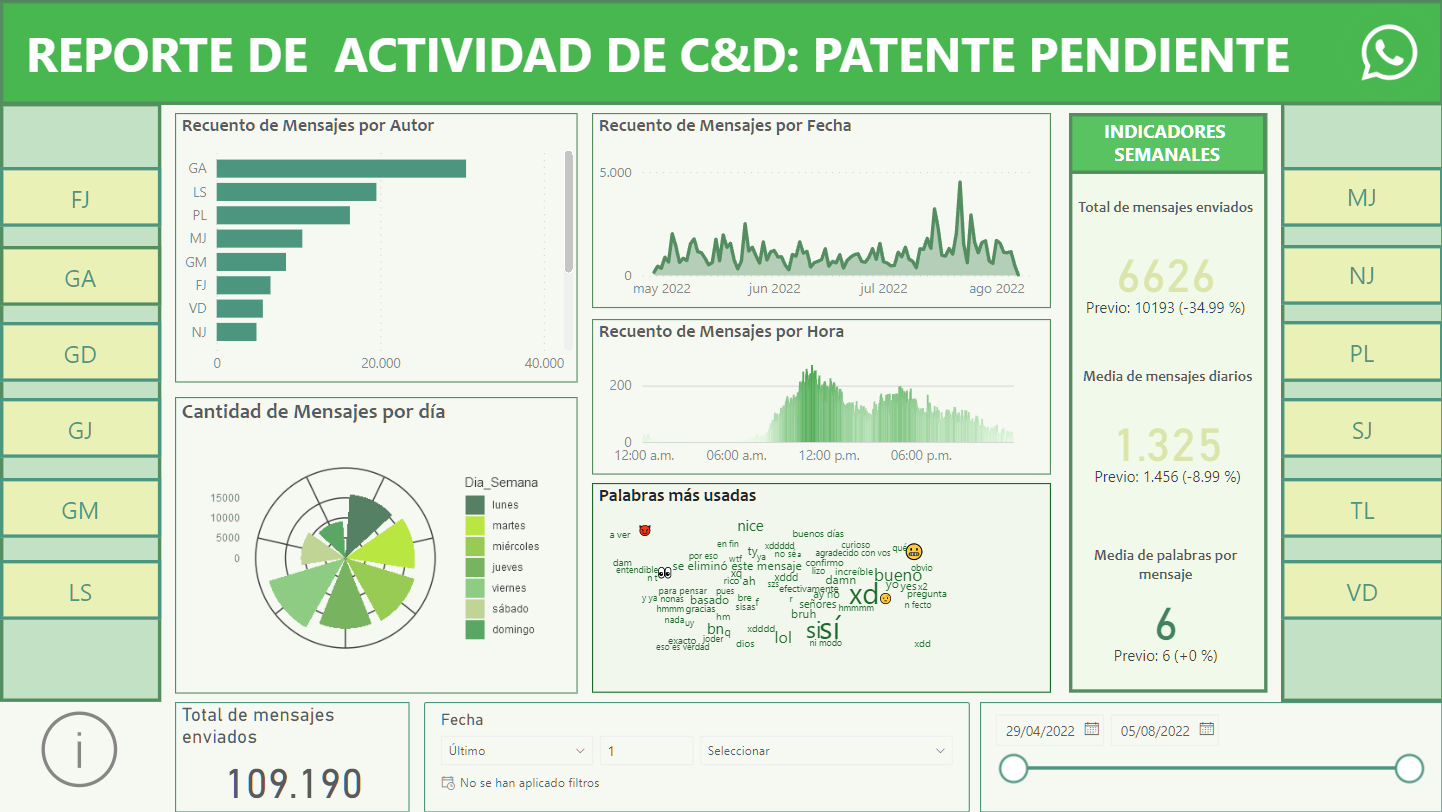 REPORTE DE  ACTIVIDAD DE C&D: PATENTE PENDIENTE
FJ
GA
GD
GJ
GM
LS
Recuento de Mensajes por Autor
GA
LS
PL
MJ
GM
FJ
VD
NJ
0
20.000
40.000
Cantidad de Mensajes por día
15000
10000
5000
0
Dia_Semana
lunes
martes
miércoles
jueves
viernes
sábado
domingo
Recuento de Mensajes por Fecha
5.000
0
may 2022
jun 2022
jul 2022
ago 2022
Recuento de Mensajes por Hora
200
0
12:00 a.m.
06:00 a.m.
12:00 p.m.
06:00 p.m.
Palabras más usadas
a ver
nice
buenos días
en fin
xddddd
curioso
qué
por eso
ty
no sea
agradecido con vos
wtf
ya
dam
se eliminó este mensaje
confirmo
obvio
entendible
lizo
increíble
n t
xq
xddd
bueno
rico
ah
szs
damn
yo
yes
x2
para pensar
pues
efectivamente
ay no
xd
pregunta
y ya
nonas
basado
bre
f
r
señores
hmmmm
n fecto
hmmm
gracias
sisas
bruh
nada
uy
hm
bn
q
xdddd
lol
si
sí
exacto
joder
dios
ni modo
xdd
eso es verdad
INDICADORES
SEMANALES
Total de mensajes enviados
6626
Previo: 10193 (-34.99 %)
Media de mensajes diarios
1.325
Previo: 1.456 (-8.99 %)
Media de palabras por
mensaje
6
Previo: 6 (+0 %)
MJ
NJ
PL
SJ
TL
VD
i
Total de mensajes
enviados
109.190
Fecha
Último
1
Seleccionar
No se han aplicado filtros
29/04/2022
05/08/2022